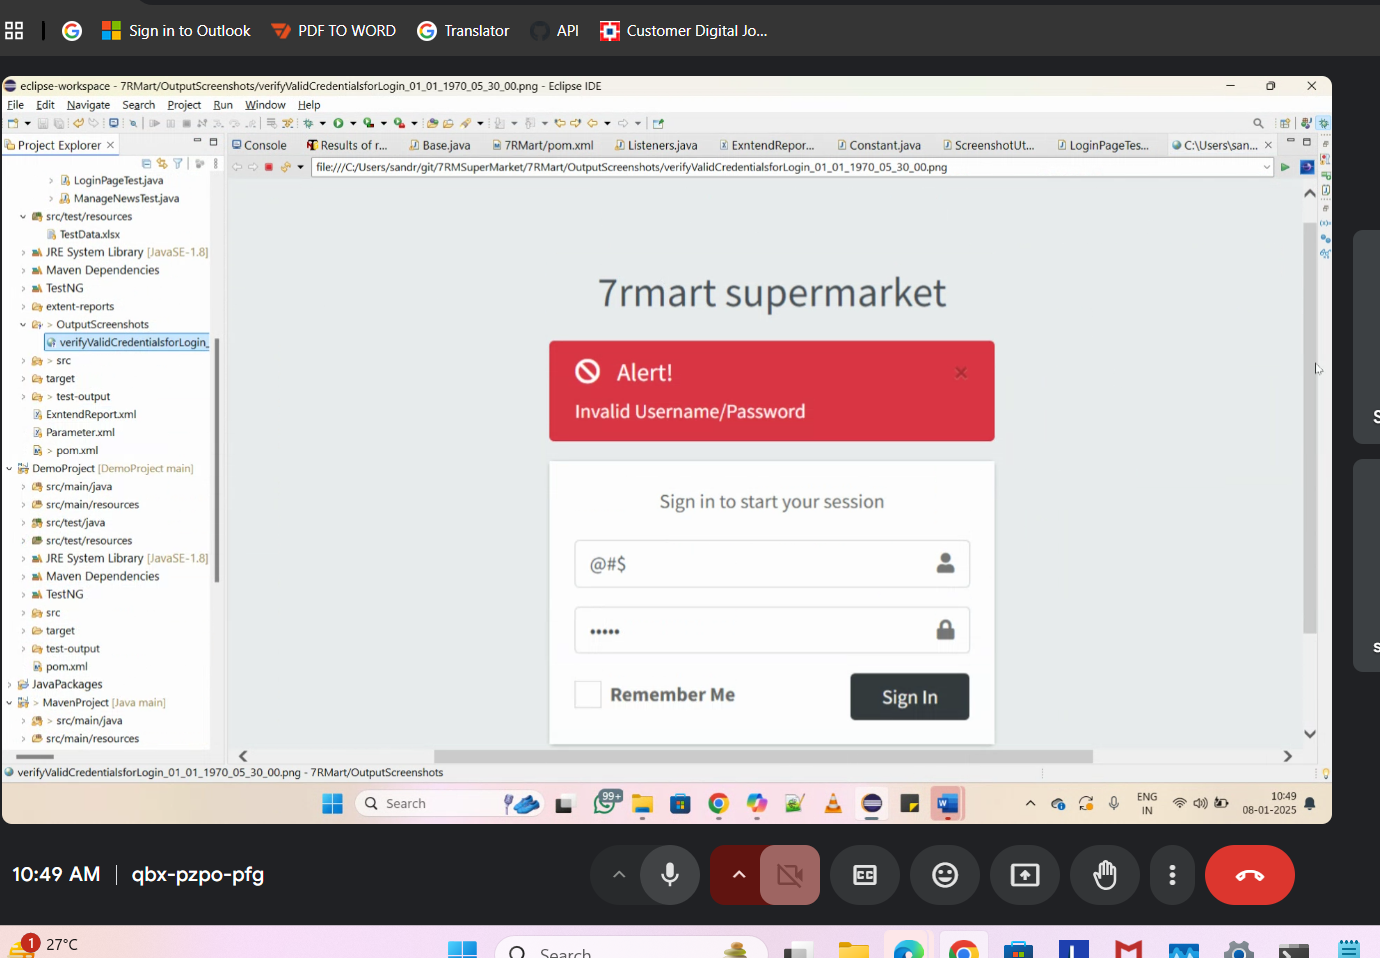 Sign in to Outlook
PDF TO WORD
Translator
API
Customer Digital Jo...
eclipse-workspace - 7RMart/OutputScreenshots/verifyValidCredentialsforLogin_01_01_1970_05_30_00.png - Eclipse IDE
File Edit Navigate Search Project Run Window Help
Project Explorer
Console
Results of r...
Base.java
7RMart/pom.xml
Listeners.java
ExntendRepor...
Constant.java
ScreenshotUt...
LoginPageTes...
C:\Users\san...
file:///C:/Users/sandr/git/7RMSuperMarket/7RMart/OutputScreenshots/verifyValidCredentialsforLogin_01_01_1970_05_30_00.png
LoginPageTest.java
ManageNewsTest.java
src/test/resources
TestData.xlsx
JRE System Library [JavaSE-1.8]
Maven Dependencies
TestNG
extent-reports
> OutputScreenshots
verifyValidCredentialsforLogin_
> src
target
> test-output
ExntendReport.xml
Parameter.xml
> pom.xml
DemoProject [DemoProject main]
src/main/java
src/main/resources
src/test/java
src/test/resources
JRE System Library [JavaSE-1.8]
Maven Dependencies
TestNG
src
target
test-output
pom.xml
JavaPackages
> MavenProject [Java main]
> src/main/java
src/main/resources
7rmart supermarket
Alert!
×
Invalid Username/Password
Sign in to start your session
@#$
•••••
Remember Me
Sign In
verifyValidCredentialsforLogin_01_01_1970_05_30_00.png - 7RMart/OutputScreenshots
Search
99+
ENG
IN
10:49
08-01-2025
10:49 AM | qbx-pzpo-pfg
CC
1
27°C
Search